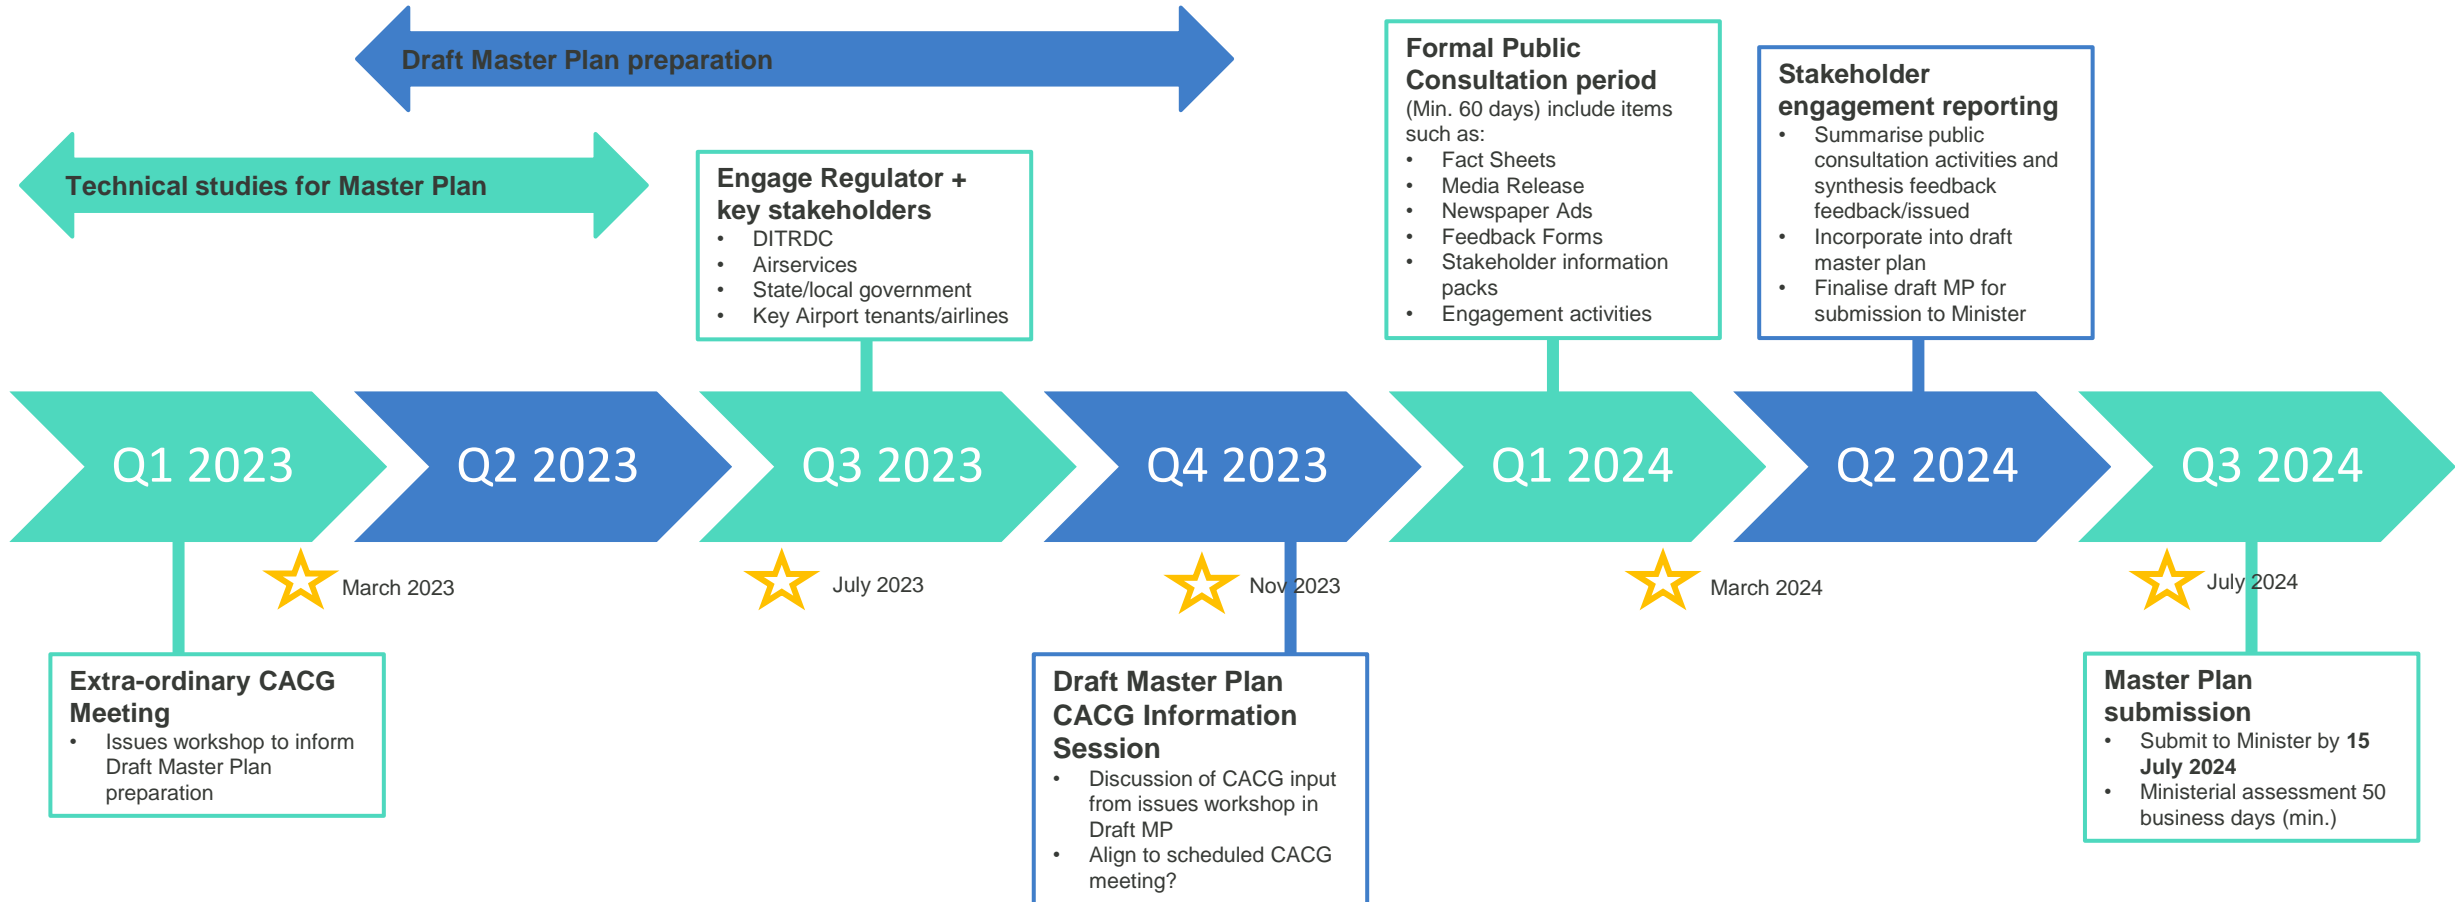 Draft Master Plan preparation
Technical studies for Master Plan
Engage Regulator +
key stakeholders
• DITRDC
• Airservices
• State/local government
• Key Airport tenants/airlines
Formal Public
Consultation period
(Min. 60 days) include items
such as:
• Fact Sheets
• Media Release
• Newspaper Ads
• Feedback Forms
• Stakeholder information
packs
• Engagement activities
Stakeholder
engagement reporting
• Summarise public
consultation activities and
synthesis feedback
feedback/issued
• Incorporate into draft
master plan
• Finalise draft MP for
submission to Minister
Q1 2023
Q2 2023
Q3 2023
Q4 2023
Q1 2024
Q2 2024
Q3 2024
March 2023
July 2023
Nov 2023
March 2024
July 2024
Extra-ordinary CACG
Meeting
• Issues workshop to inform
Draft Master Plan
preparation
Draft Master Plan
CACG Information
Session
• Discussion of CACG input
from issues workshop in
Draft MP
• Align to scheduled CACG
meeting?
Master Plan
submission
• Submit to Minister by 15
July 2024
• Ministerial assessment 50
business days (min.)